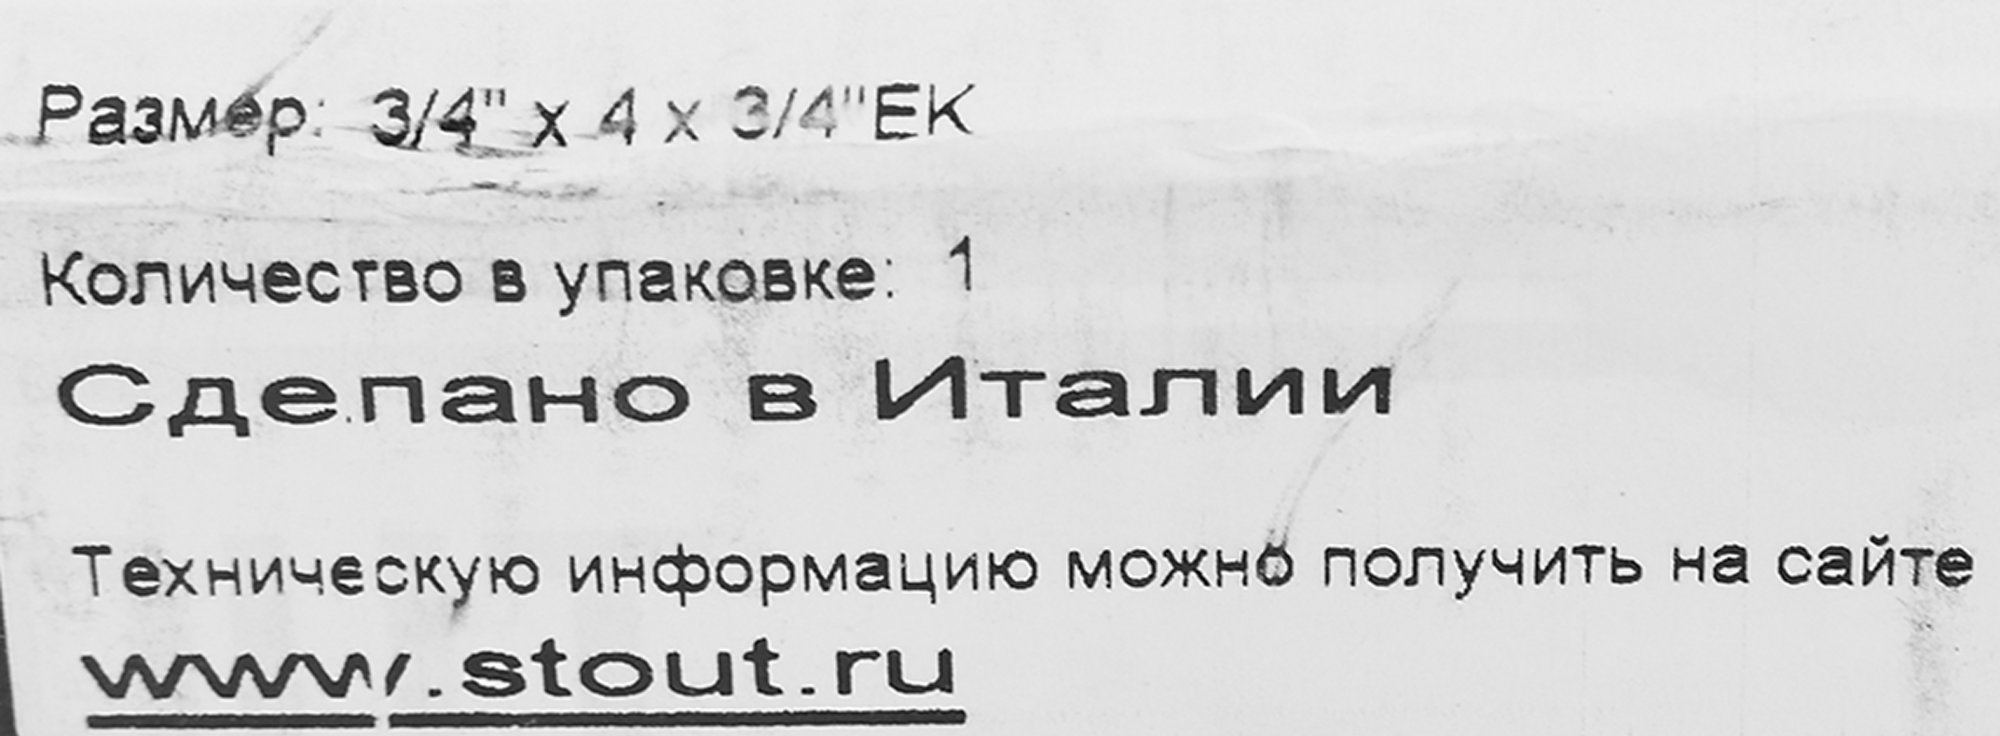 Размер: 3/4" x 4 x 3/4"ЕК
Количество в упаковке: 1
Сделано в Италии
Техническую информацию можно получить на сайте
www.stout.ru